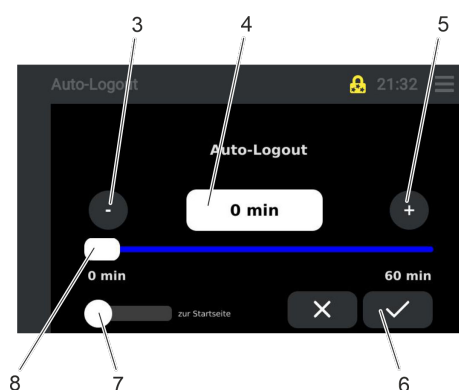 3 4 5
Auto-Logout 21:32
Auto-Logout
- 0 min +
0 min 60 min
zur Startseite
8 7 6